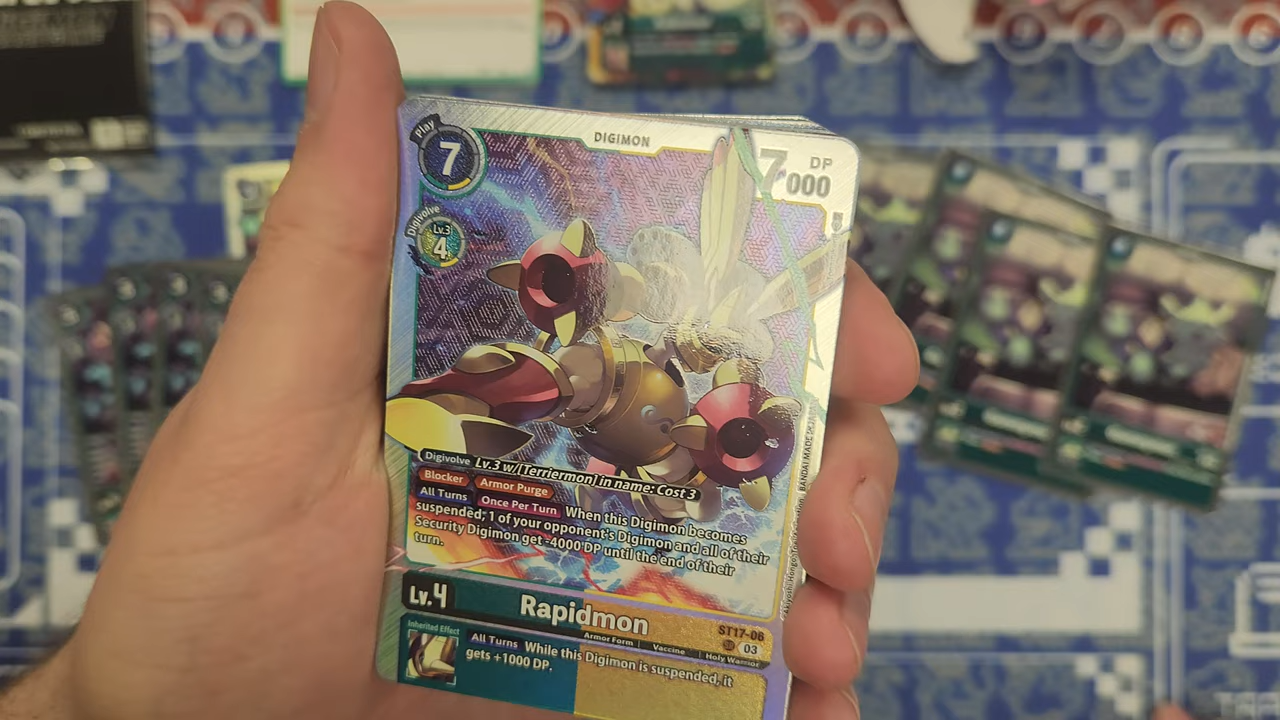 Play
7
DIGIMON
7000 DP
Digivolve
Lv.3
4
Digivolve Lv.3 w/[Terriermon] in name: Cost 3
Blocker Armor Purge
All Turns Once Per Turn When this Digimon becomes
suspended, 1 of your opponent's Digimon and all of their
Security Digimon get -4000 DP until the end of their
turn.
Lv.4 Rapidmon
ST17-08
Armor Form Vaccine Holy Warrior
03
Inherited Effect
All Turns While this Digimon is suspended, it
gets +1000 DP.